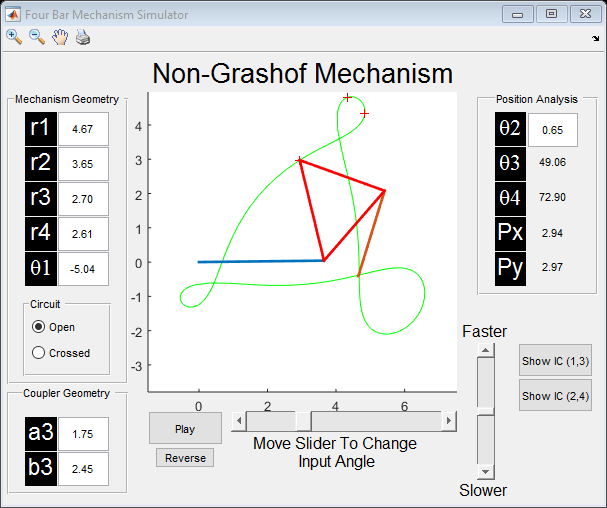 Four Bar Mechanism Simulator
Non-Grashof Mechanism
Mechanism Geometry
r1 4.67
r2 3.65
r3 2.70
r4 2.61
θ1 -5.04
Circuit
Open
Crossed
Coupler Geometry
a3 1.75
b3 2.45
4
3
2
1
0
-1
-2
-3
0 2 4 6
Play
Reverse
Move Slider To Change
Input Angle
Position Analysis
θ2 0.65
θ3 49.06
θ4 72.90
Px 2.94
Py 2.97
Faster
Show IC (1,3)
Show IC (2,4)
Slower